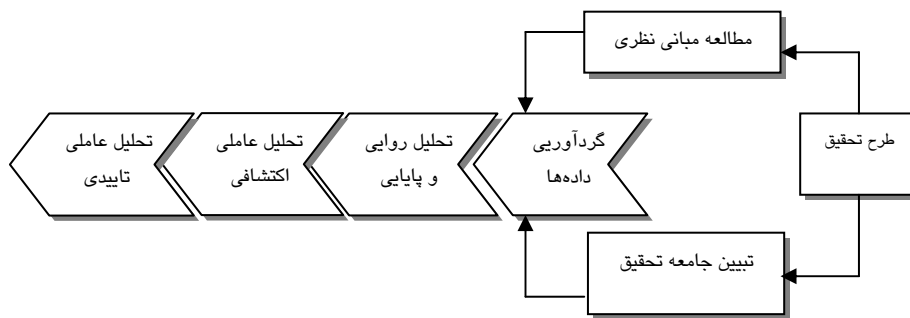 طرح تحقیق
مطالعه مبانی نظری
تبیین جامعه تحقیق
گردآوریی
داده‌ها
تحلیل روایی
و پایایی
تحلیل عاملی
اکتشافی
تحلیل عاملی
تاییدی